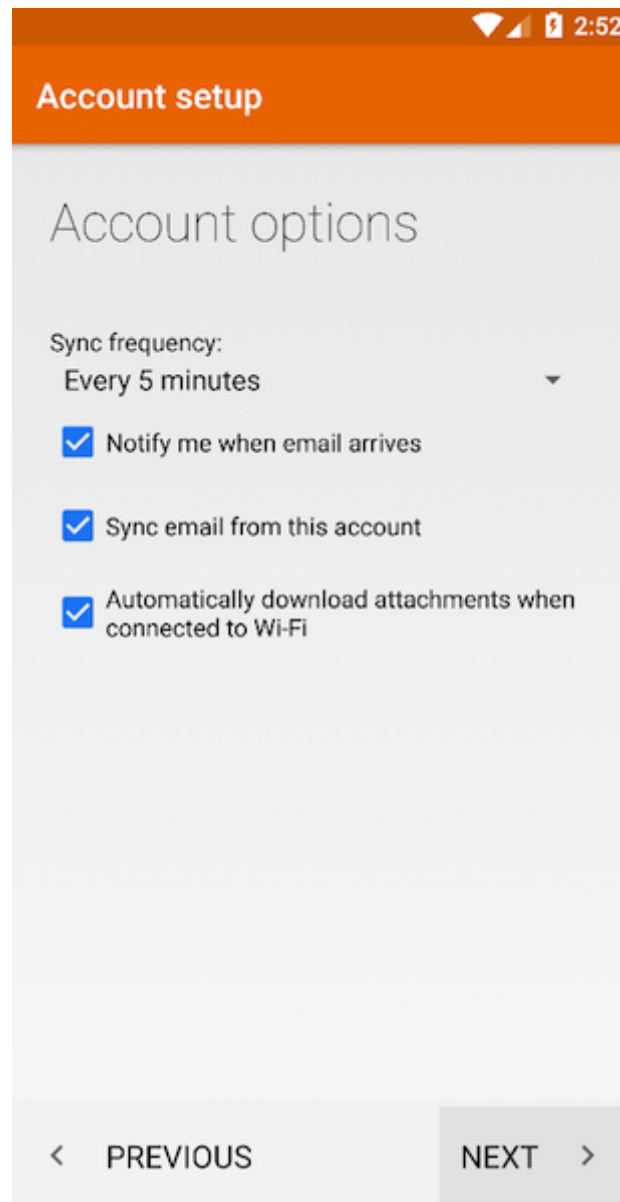 2:52
Account setup
Account options
Sync frequency:
Every 5 minutes
Notify me when email arrives
Sync email from this account
Automatically download attachments when
connected to Wi-Fi
PREVIOUS
NEXT